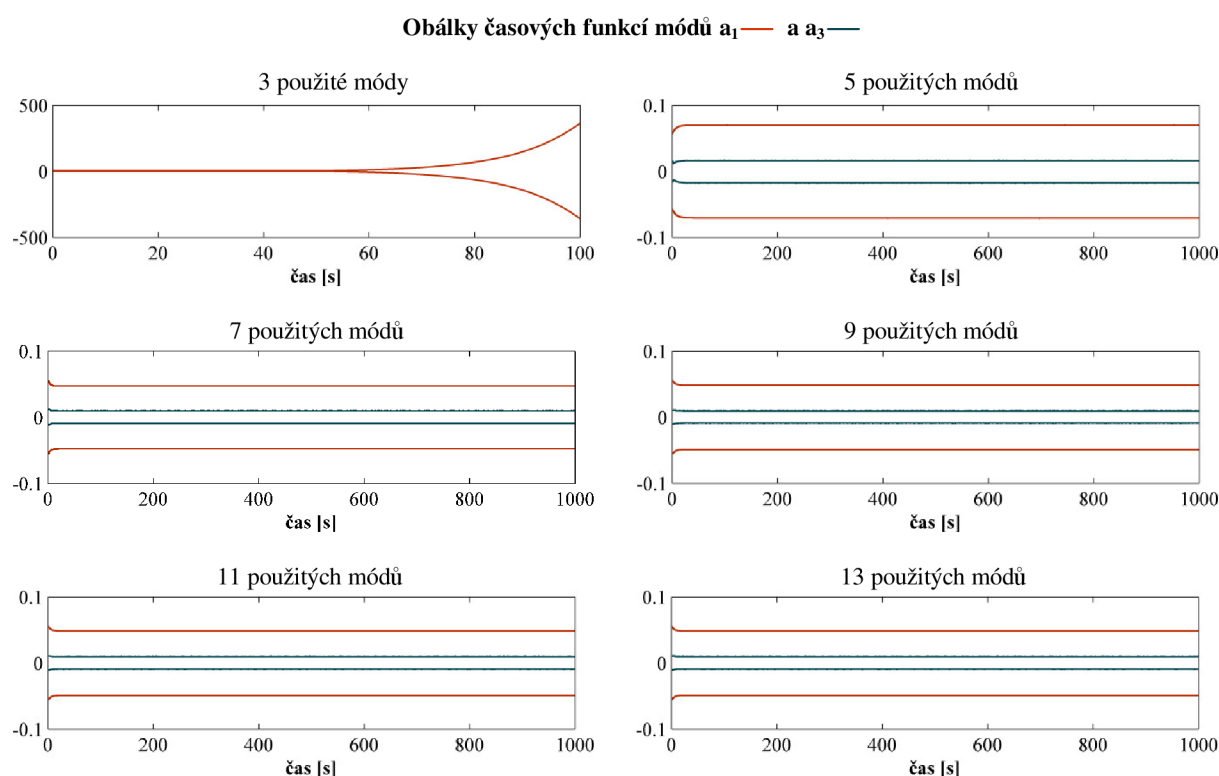 Obálky časových funkcí módů a₁ a a₃
3 použité módy
500
0
-500
0 20 40 60 80 100
čas [s]
5 použitých módů
0.1
0
-0.1
0 200 400 600 800 1000
čas [s]
7 použitých módů
0.1
0
-0.1
0 200 400 600 800 1000
čas [s]
9 použitých módů
0.1
0
-0.1
0 200 400 600 800 1000
čas [s]
11 použitých módů
0.1
0
-0.1
0 200 400 600 800 1000
čas [s]
13 použitých módů
0.1
0
-0.1
0 200 400 600 800 1000
čas [s]